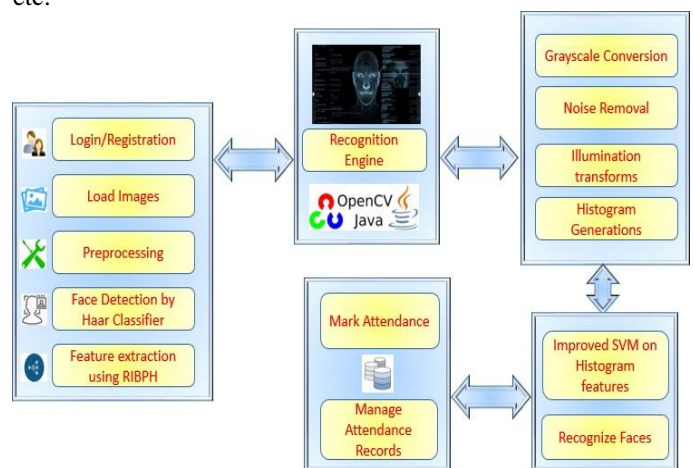 etc.
Login/Registration
Load Images
Preprocessing
Face Detection by
Haar Classifier
Feature extraction
using RIBPH
Recognition
Engine
OpenCV
Java
Grayscale Conversion
Noise Removal
Illumination
transforms
Histogram
Generations
Mark Attendance
Manage
Attendance
Records
Improved SVM on
Histogram
features
Recognize Faces